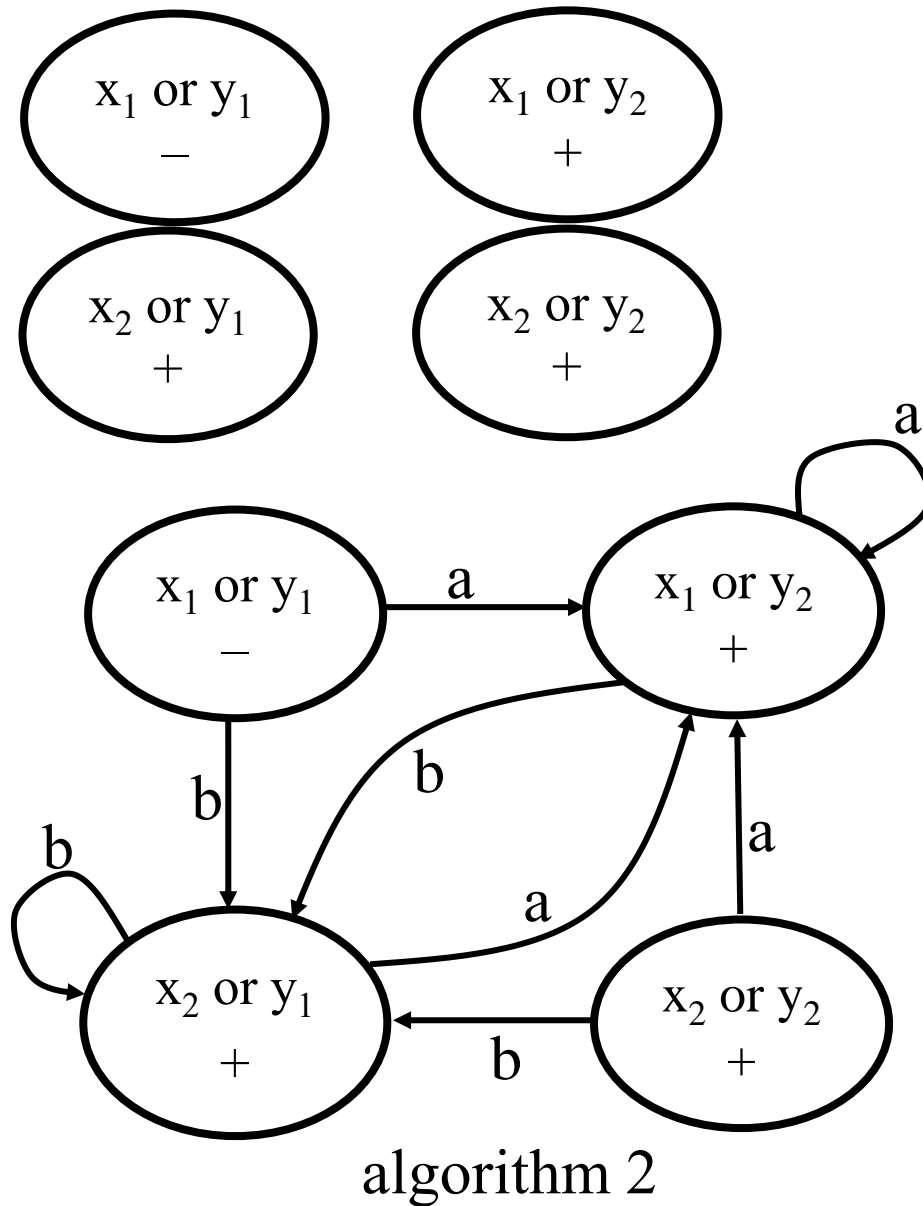 x₁ or y₁
–
x₁ or y₂
+
x₂ or y₁
+
x₂ or y₂
+
a
x₁ or y₁
–
a
x₁ or y₂
+
b
b
b
a
a
x₂ or y₁
+
b
x₂ or y₂
+
algorithm 2